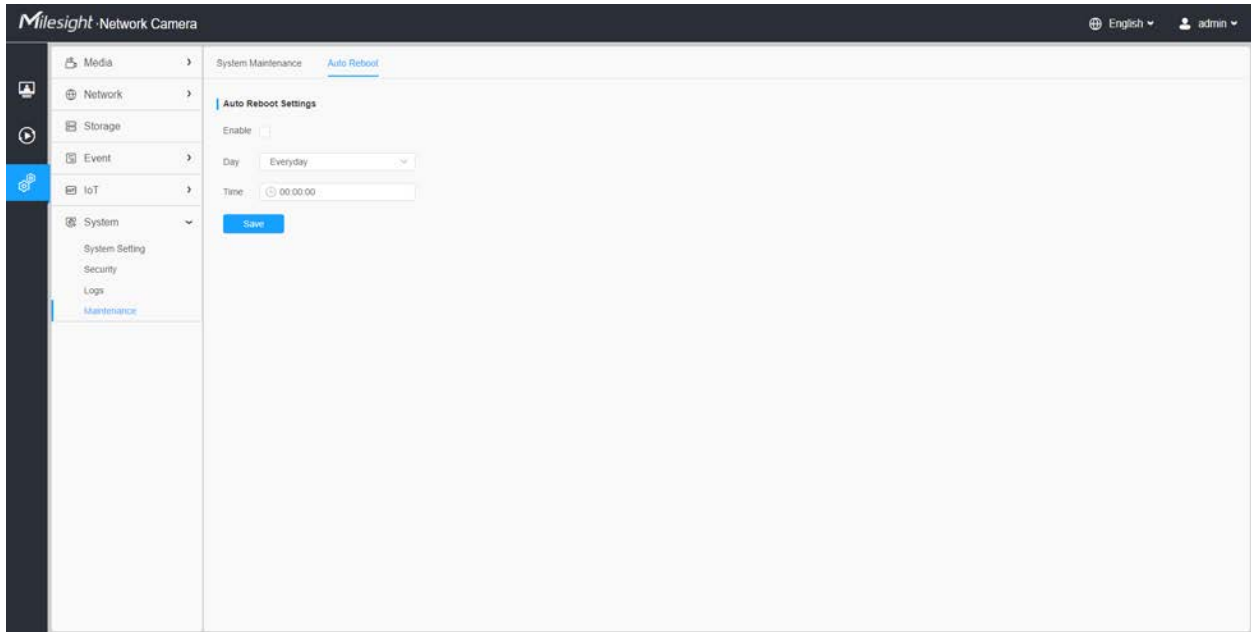 Milesight ·Network Camera
English
admin
Media
Network
Storage
Event
IoT
System
System Setting
Security
Logs
Maintenance
System Maintenance Auto Reboot
Auto Reboot Settings
Enable
Day Everyday
Time 00:00:00
Save